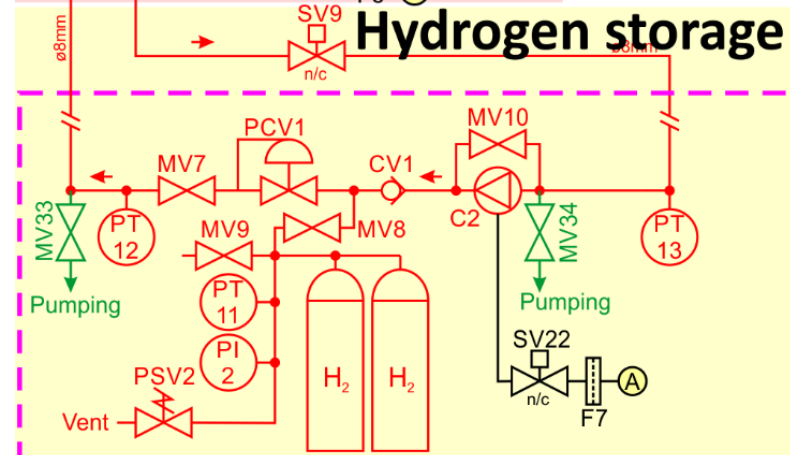 SV9
Hydrogen storage
ø8mm
ø8mm
n/c
MV10
PCV1
MV7
CV1
C2
MV33
PT
12
MV9
MV8
MV34
PT
13
Pumping
PT
11
Pumping
PI
2
SV22
PSV2
H2
H2
A
n/c
F7
Vent